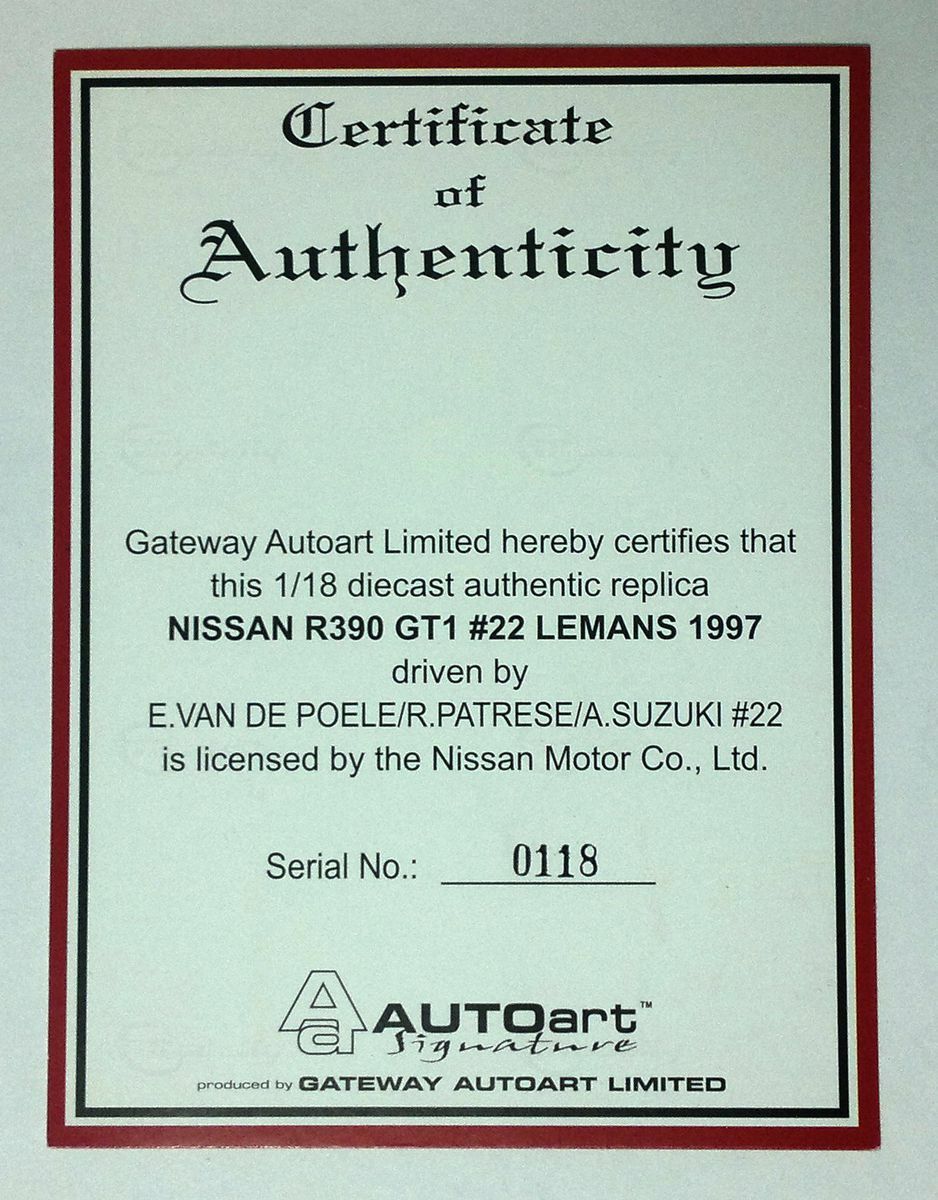 Certificate
of
Authenticity
Gateway Autoart Limited hereby certifies that
this 1/18 diecast authentic replica
NISSAN R390 GT1 #22 LEMANS 1997
driven by
E.VAN DE POELE/R.PATRESE/A.SUZUKI #22
is licensed by the Nissan Motor Co., Ltd.
Serial No.: 0118
Aa AUTOart™
Signature
produced by GATEWAY AUTOART LIMITED